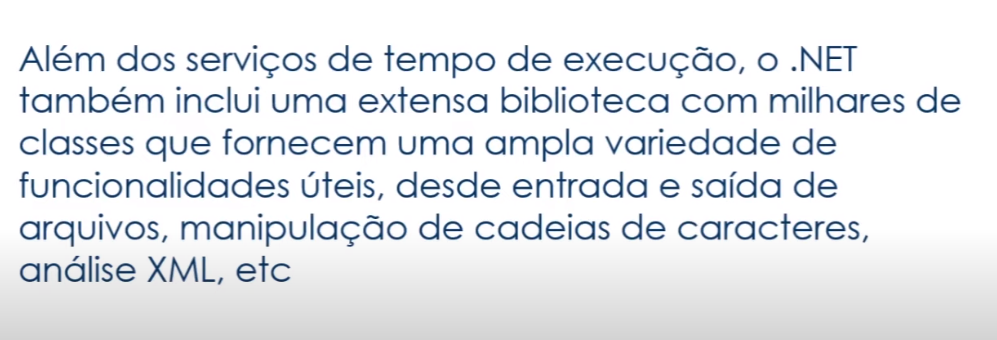 Além dos serviços de tempo de execução, o .NET
também inclui uma extensa biblioteca com milhares de
classes que fornecem uma ampla variedade de
funcionalidades úteis, desde entrada e saída de
arquivos, manipulação de cadeias de caracteres,
análise XML, etc